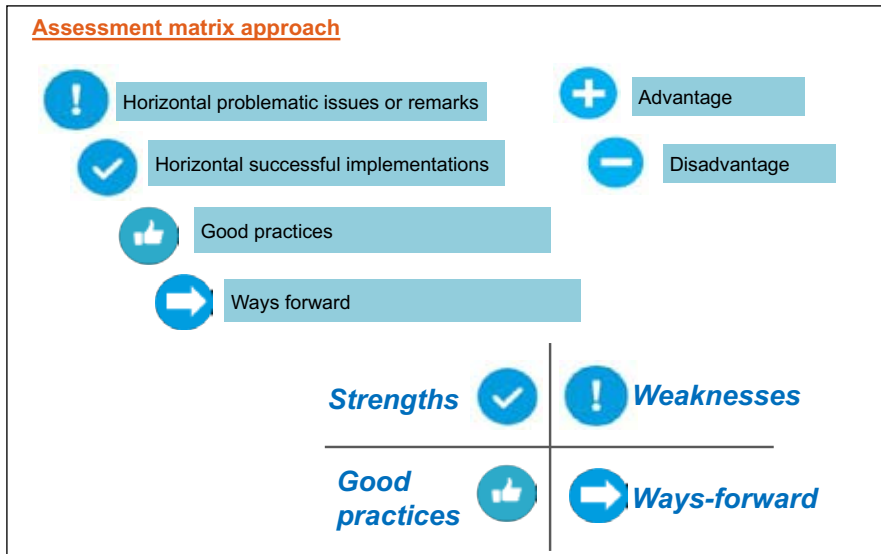 Assessment matrix approach
Horizontal problematic issues or remarks
Advantage
Horizontal successful implementations
Disadvantage
Good practices
Ways forward
Strengths
Weaknesses
Good
practices
Ways-forward